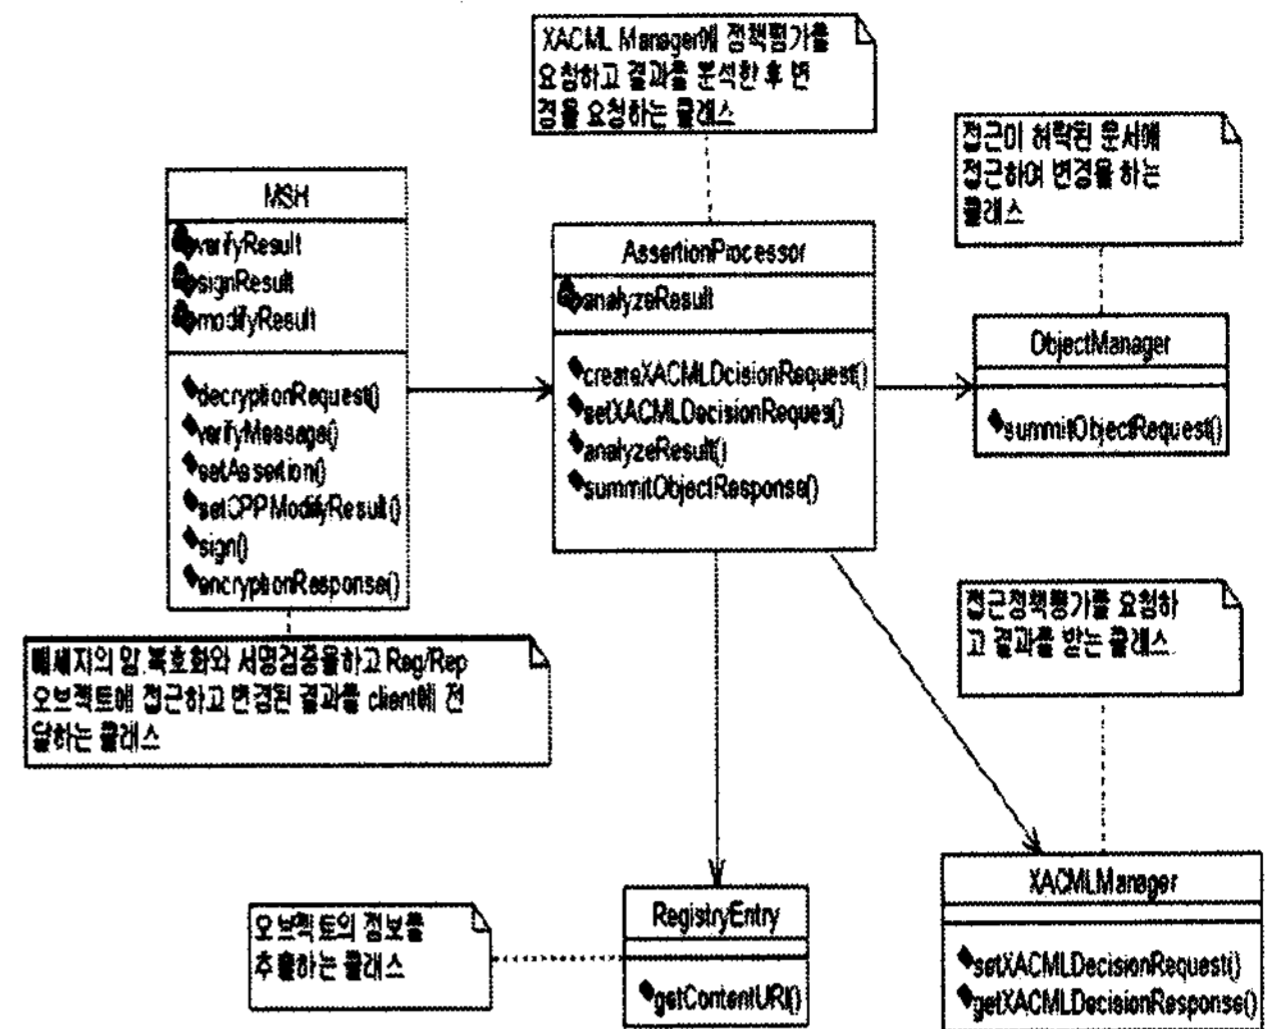 XACML Manager에 정책평가를
요청하고 결과를 분석한 후 변
경을 요청하는 클래스
접근이 허락된 문서에
접근하여 변경을 하는
클래스
MSH
verifyResult
signResult
modifyResult
decryptionRequest()
verifyMessage()
setAssertion()
setCPPModifyResult()
sign()
encryptionResponse()
AssertionProcessor
analyzeResult
createXACMLDcisionRequest()
setXACMLDecisionReques()
analyzeResult()
summitObjectResponse()
ObjectManager
summitObjectRequest()
메세지의 암.복호화와 서명검증을하고 Reg/Rep
오브젝트에 접근하고 변경된 결과를 client에 전
달하는 클래스
접근정책평가를 요청하
고 결과를 받는 클래스.
오브젝트의 정보를
추출하는 클래스
RegistryEntry
getContentURI()
XACMLManager
setXACMLDecisionRequest()
getXACMLDecisionResponse()